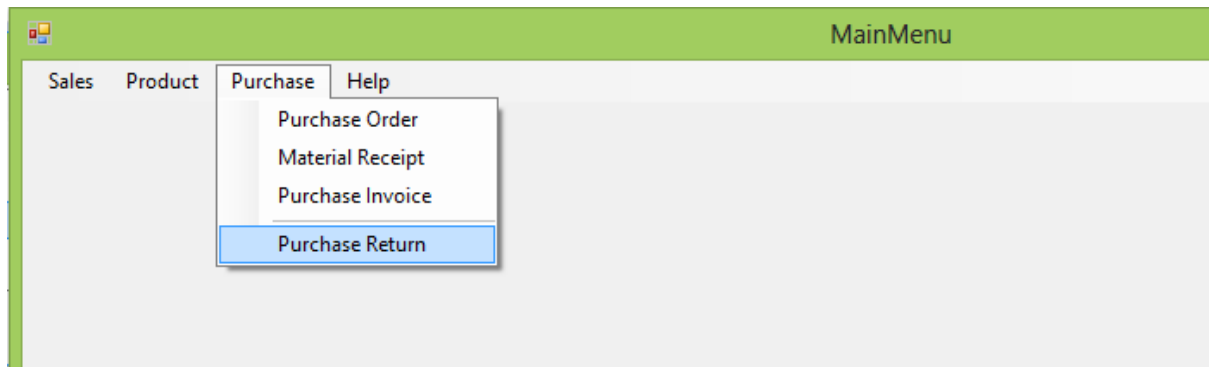 MainMenu
Sales Product Purchase Help
Purchase Order
Material Receipt
Purchase Invoice
Purchase Return